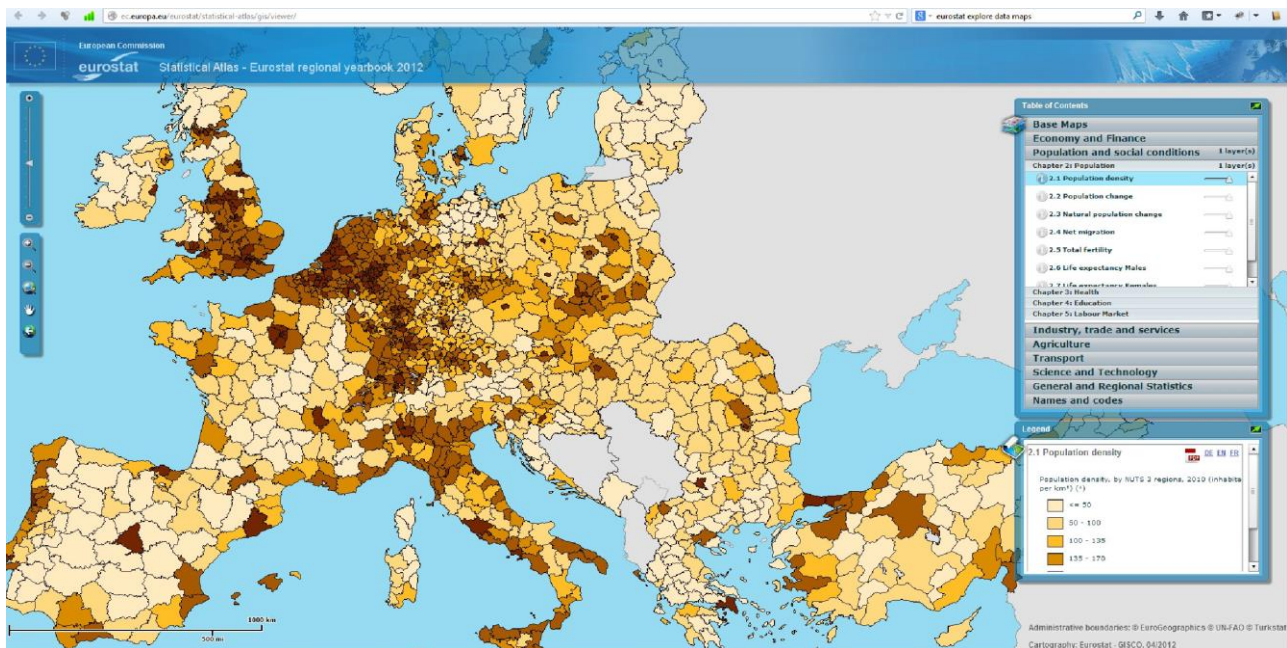 ec.europa.eu/eurostat/statistical-atlas/gis/viewer/
eurostat explore data maps
European Commission
eurostat
Statistical Atlas - Eurostat regional yearbook 2012
Table of Contents
Base Maps
Economy and Finance
Population and social conditions 1 layer(s)
Chapter 2: Population 1 layer(s)
2.1 Population density
2.2 Population change
2.3 Natural population change
2.4 Net migration
2.5 Total fertility
2.6 Life expectancy Males
2.7 Life expectancy Females
Chapter 3: Health
Chapter 4: Education
Chapter 5: Labour Market
Industry, trade and services
Agriculture
Transport
Science and Technology
General and Regional Statistics
Names and codes
Legend
2.1 Population density PDF DE EN FR
Population density, by NUTS 3 regions, 2010 (inhabita
per km²) (*)
<= 50
50 - 100
100 - 135
135 - 170
1000 km
500 mi
Administrative boundaries: © EuroGeographics © UN-FAO © Turkstat
Cartography: Eurostat - GISCO, 04/2012